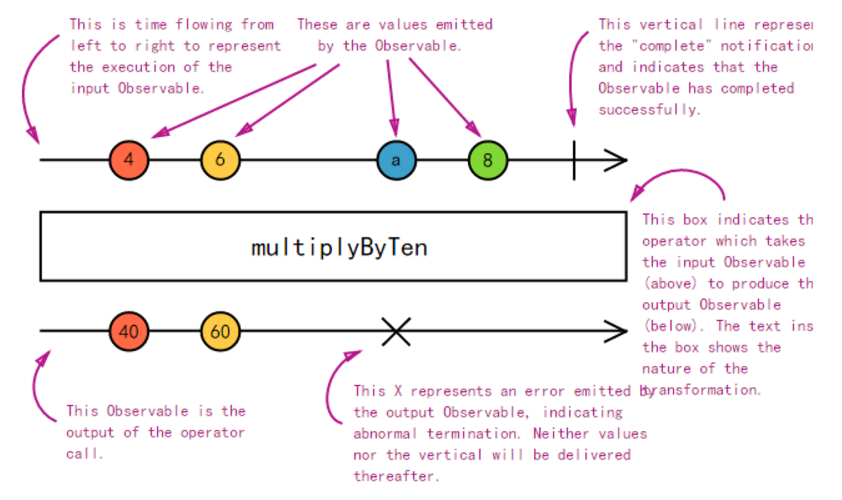 This is time flowing from
left to right to represent
the execution of the
input Observable.
These are values emitted
by the Observable.
This vertical line represen
the "complete" notification
and indicates that the
Observable has completed
successfully.
4
6
a
8
multiplyByTen
This box indicates th
operator which takes
the input Observable
(above) to produce th
output Observable
(below). The text ins
the box shows the
nature of the
transformation.
40
60
This Observable is the
output of the operator
call.
This X represents an error emitted by
the output Observable, indicating
abnormal termination. Neither values
nor the vertical will be delivered
thereafter.